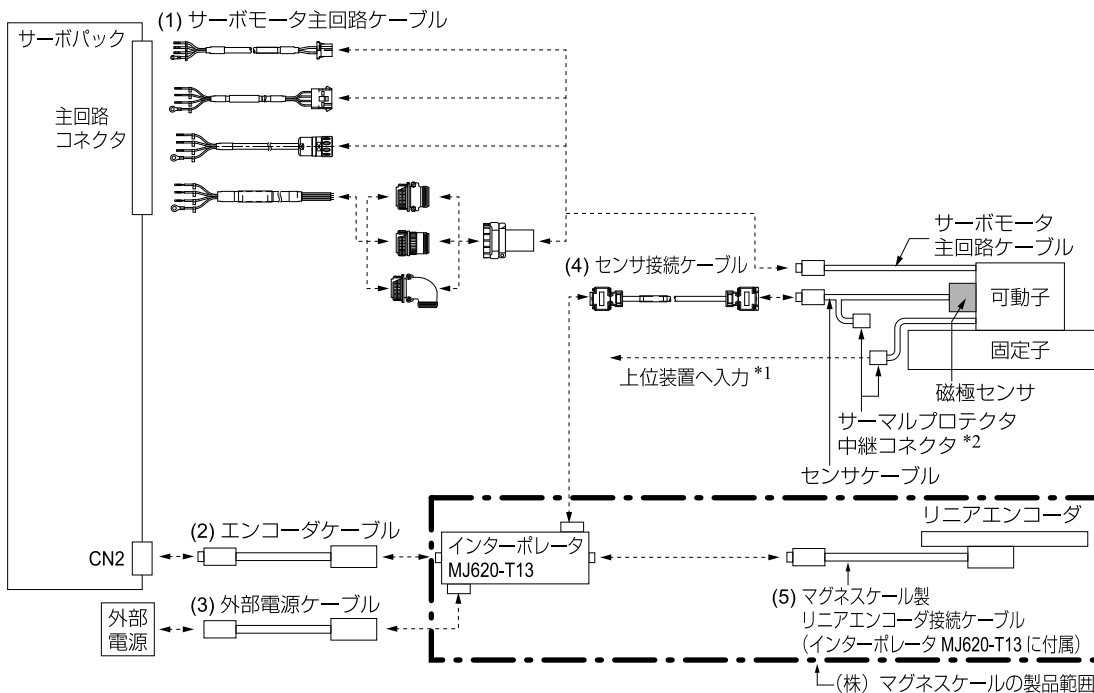 (1) サーボモータ主回路ケーブル
サーボパック
主回路
コネクタ
サーボモータ
主回路ケーブル
(4) センサ接続ケーブル
可動子
固定子
上位装置へ入力 *1
磁極センサ
サーマルプロテクタ
中継コネクタ *2
センサケーブル
リニアエンコーダ
(2) エンコーダケーブル
CN2
インターポレータ
MJ620-T13
(3) 外部電源ケーブル
外部
電源
(5) マグネスケール製
リニアエンコーダ接続ケーブル
(インターポレータ MJ620-T13 に付属)
(株) マグネスケールの製品範囲